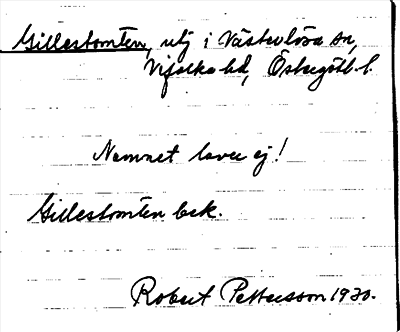 Gillestomten, utj i Västerlösa sn,
Vifolka hd, Östergötl. l.
Namnet lever ej!
Gillestomten bek.
Robert Pettersson 1930.